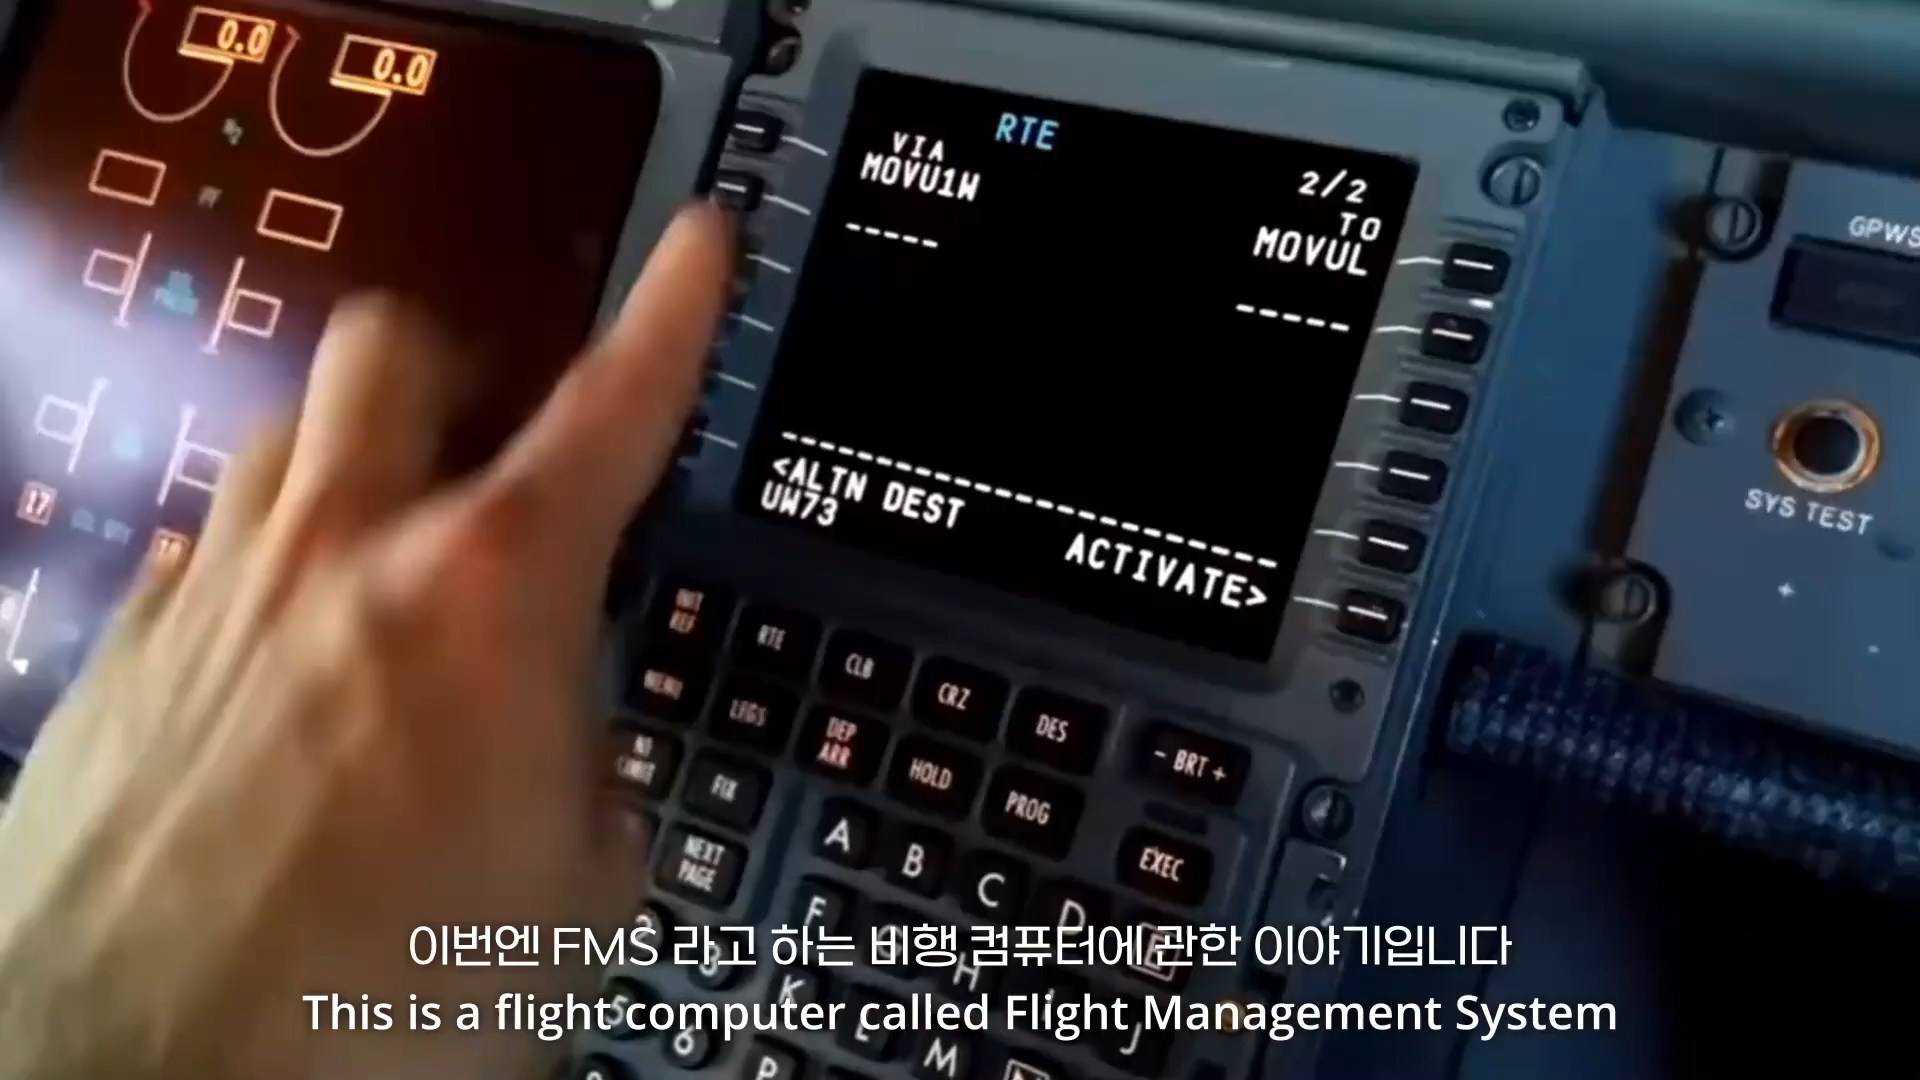 0.0
0.0
RTE
VIA
MOVU1W
2/2
TO
MOVUL
-----
-----
<ALTN DEST
UW73
ACTIVATE>
GPWS
SYS TEST
17
INIT
REF
RTE
CLB
CRZ
DES
MENU
LEGS
DEP
ARR
HOLD
PROG
- BRT +
N1
LIMIT
FIX
EXEC
NEXT
PAGE
A
B
C
D
F
H
I
J
K
L
M
P
5
6
이번엔 FMS 라고 하는 비행 컴퓨터에 관한 이야기입니다
This is a flight computer called Flight Management System